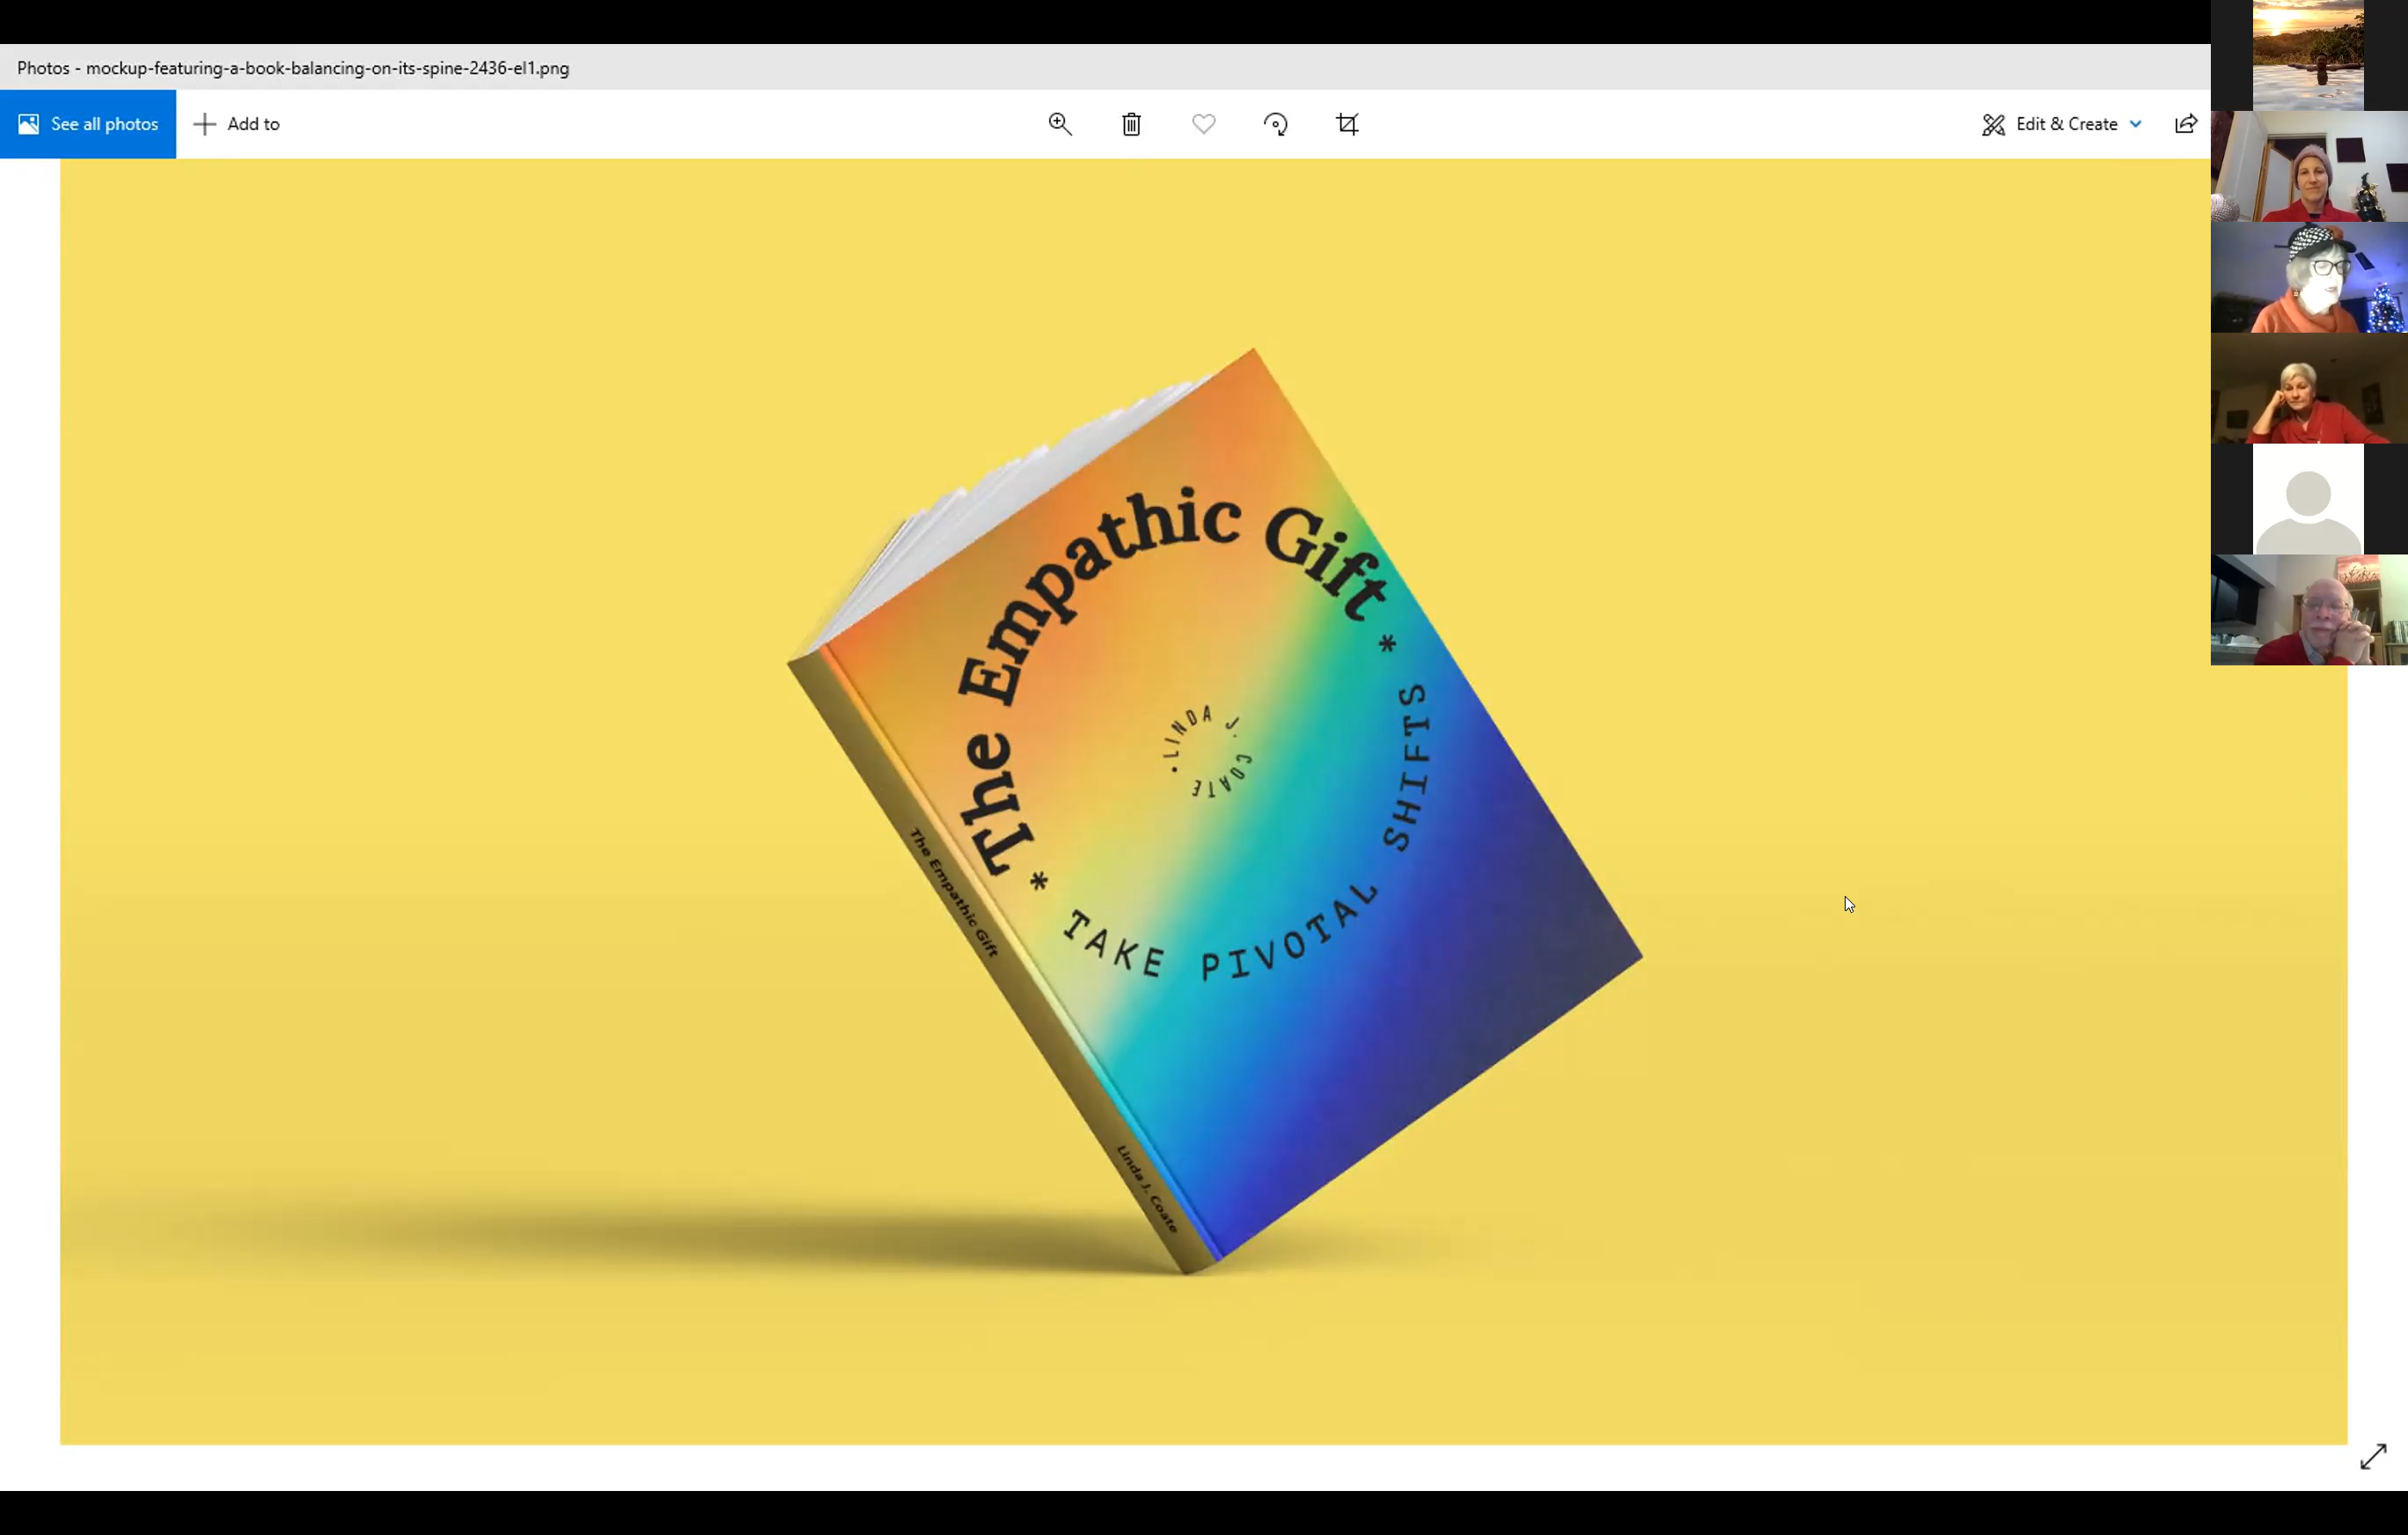 Photos - mockup-featuring-a-book-balancing-on-its-spine-2436-el1.png
See all photos
Add to
Edit & Create
The Empathic Gift *
* TAKE PIVOTAL SHIFTS
• LINDA J. COATE
The Empathic Gift
Linda J. Coate